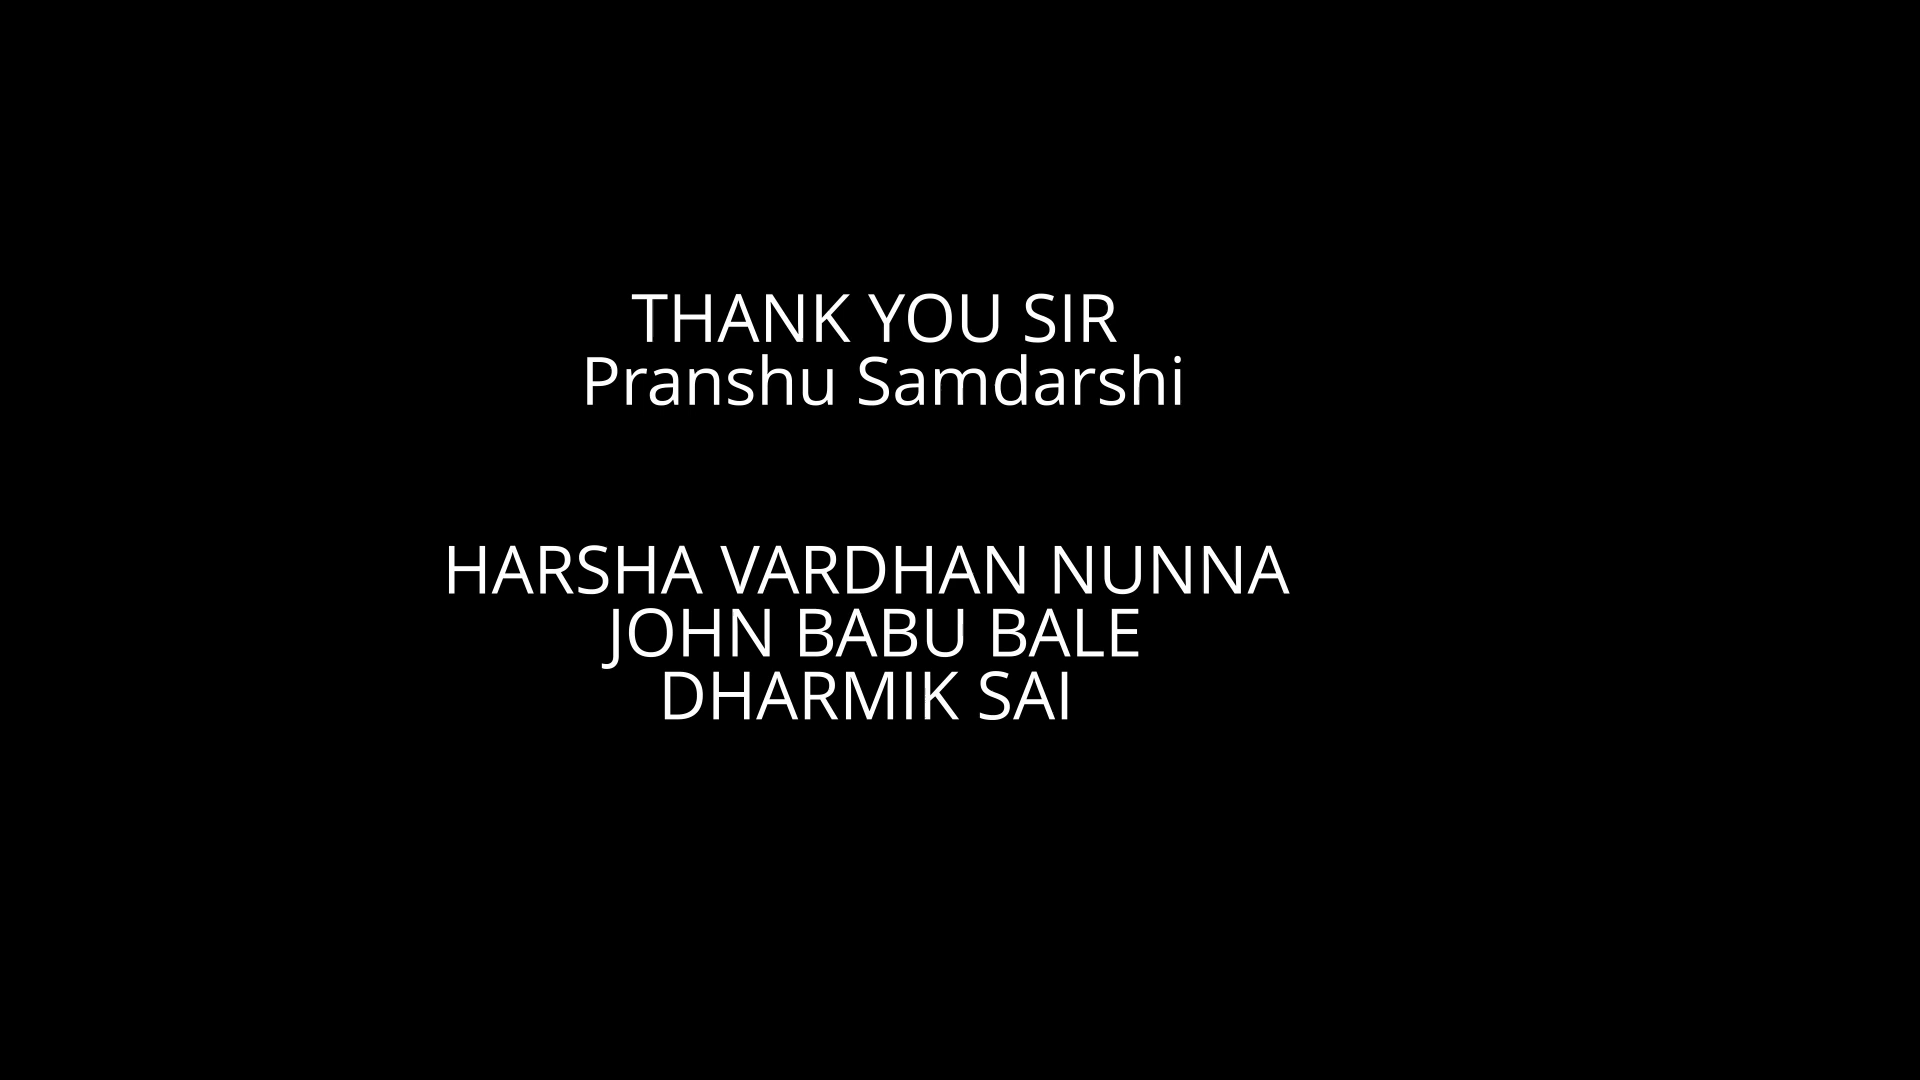 THANK YOU SIR
Pranshu Samdarshi
HARSHA VARDHAN NUNNA
JOHN BABU BALE
DHARMIK SAI